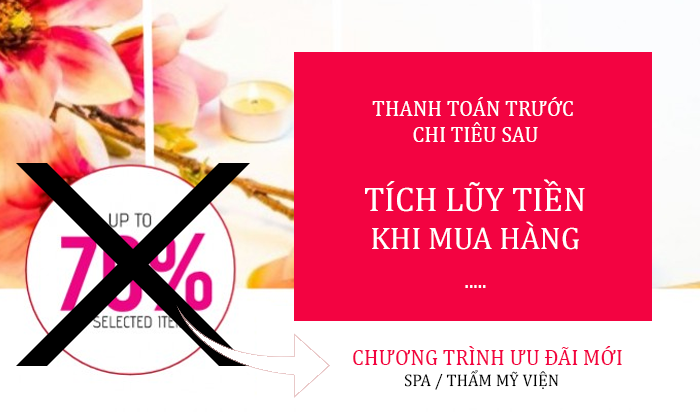 THANH TOÁN TRƯỚC
CHI TIÊU SAU
TÍCH LŨY TIỀN
KHI MUA HÀNG
.....
UP TO
70%
SELECTED ITEM
CHƯƠNG TRÌNH ƯU ĐÃI MỚI
SPA / THẨM MỸ VIỆN